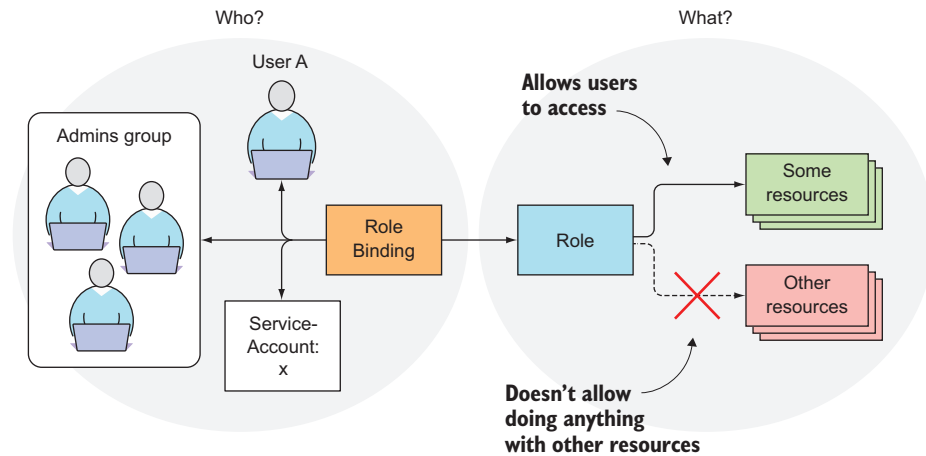 Who?
What?
User A
Allows users
to access
Admins group
Some
resources
Role
Binding
Role
Other
resources
Service-
Account:
x
Doesn’t allow
doing anything
with other resources